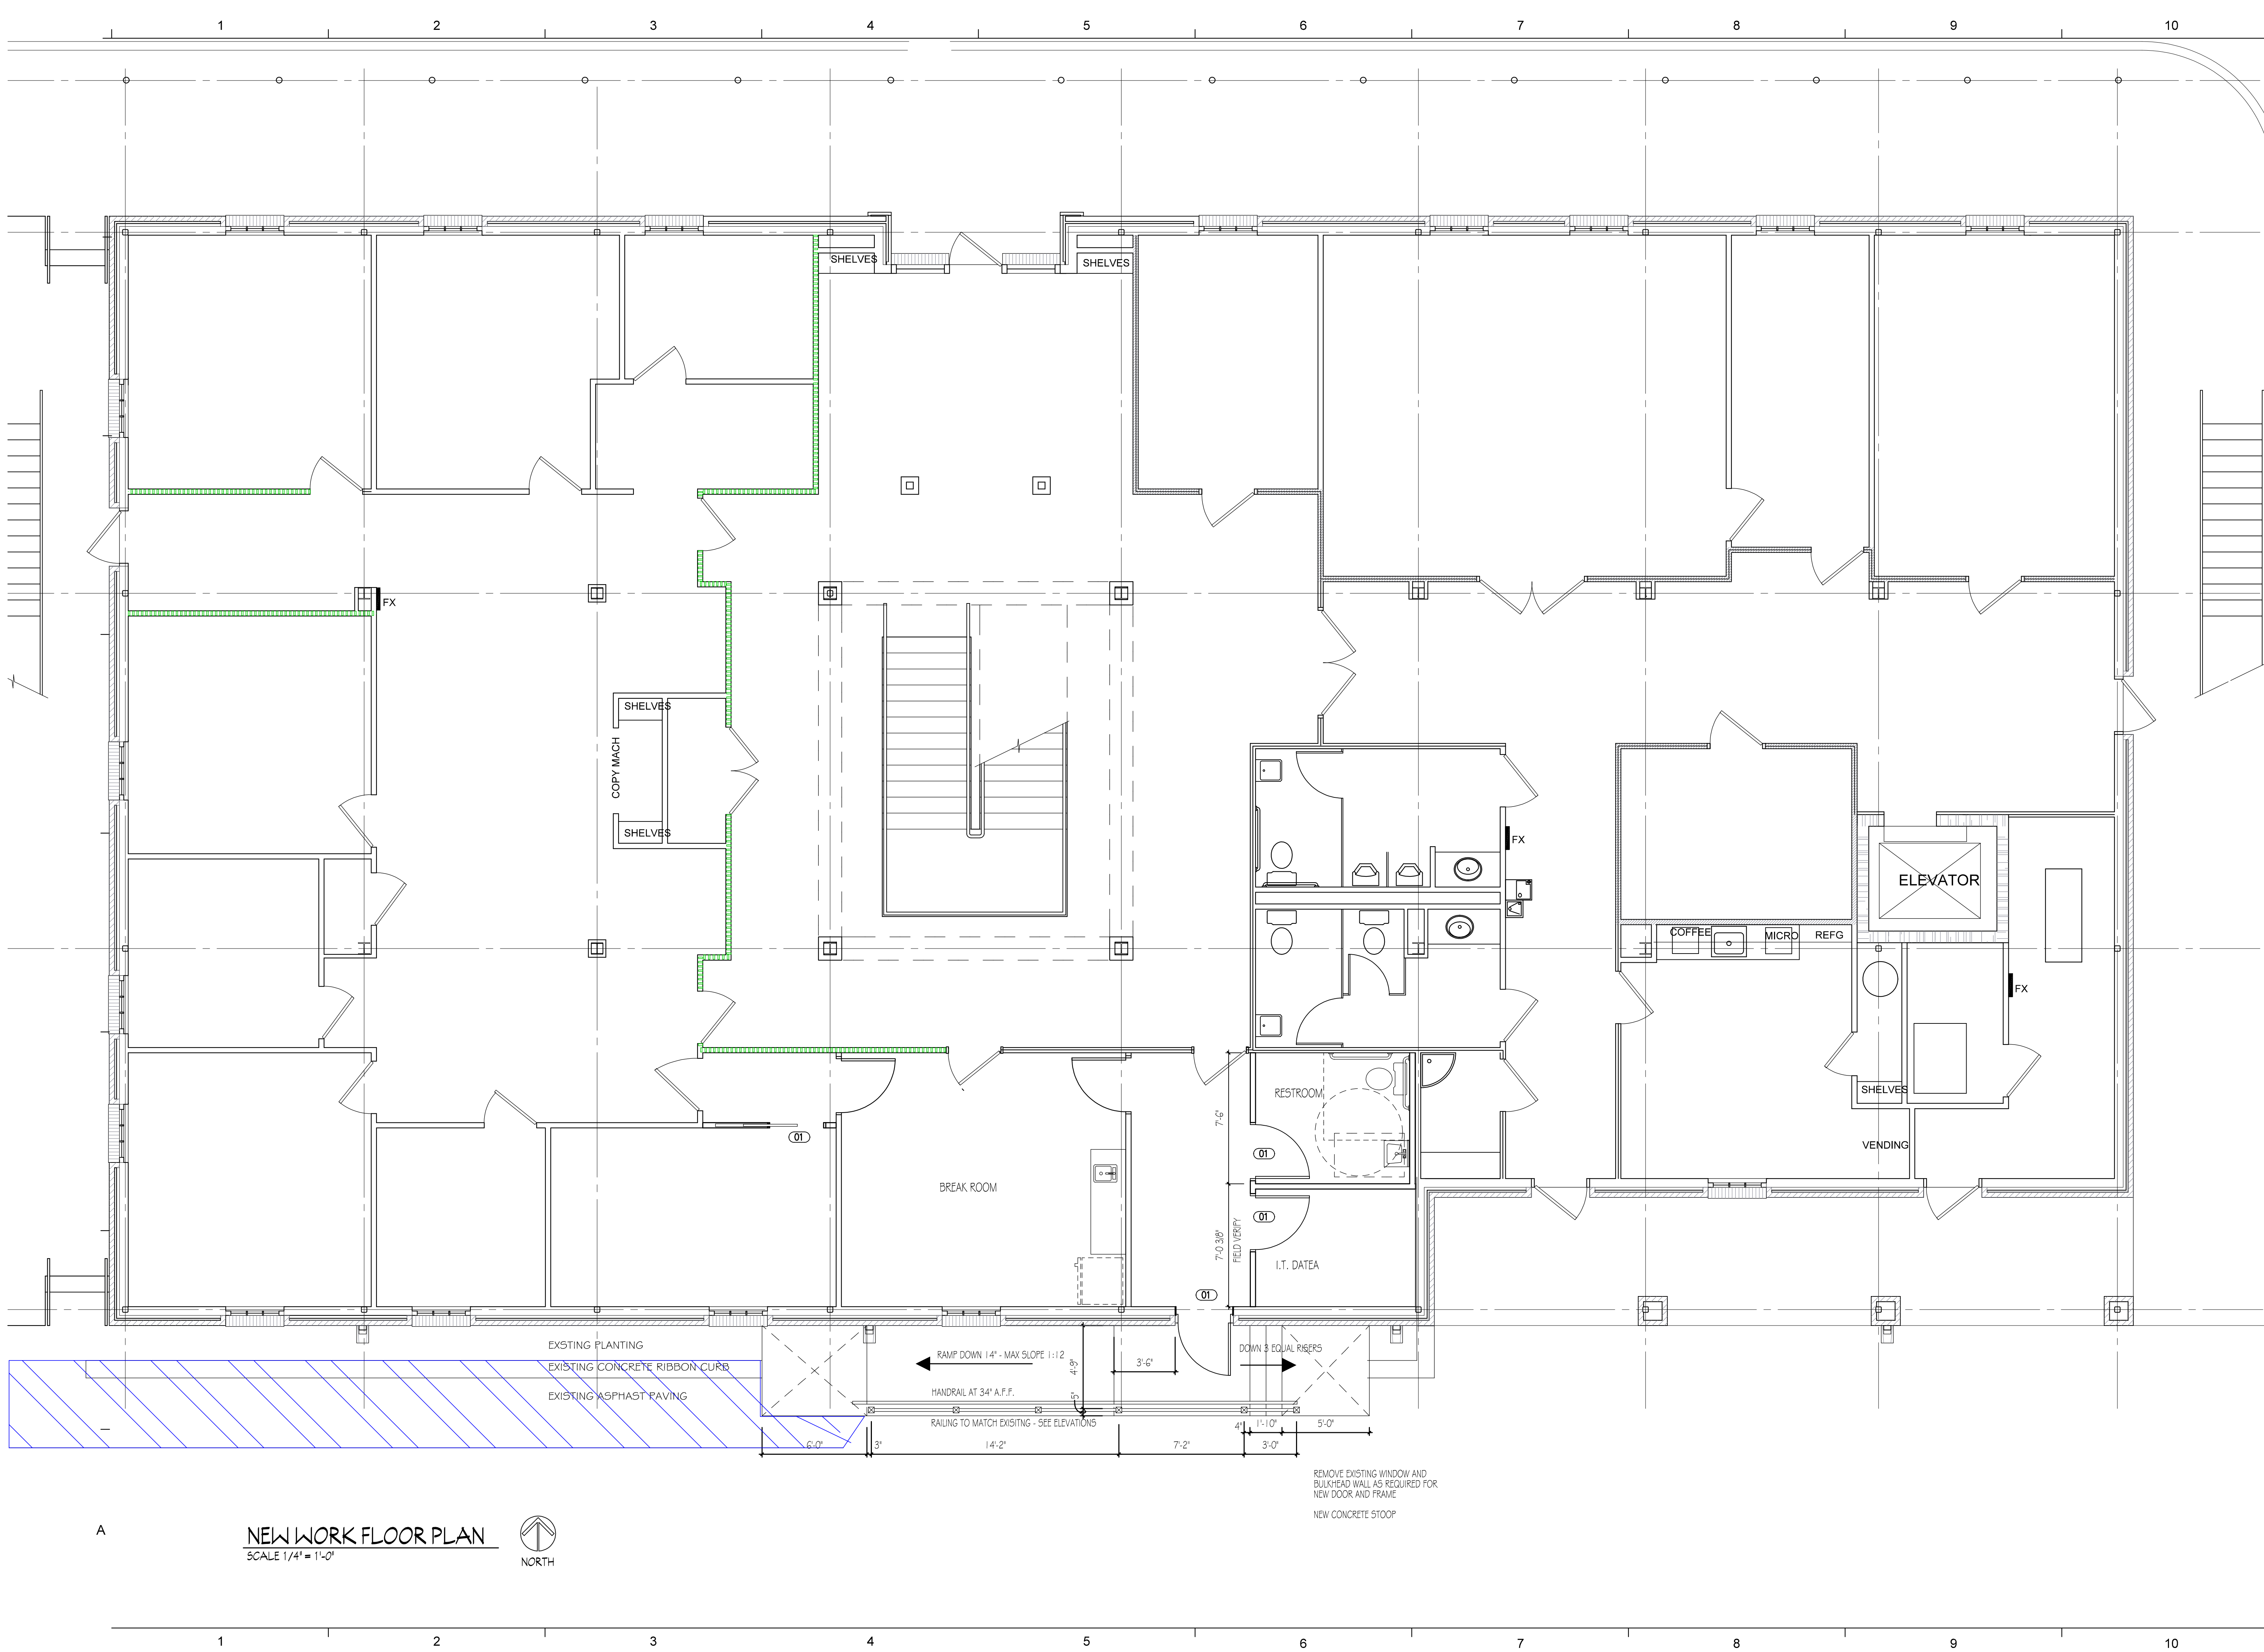 1 2 3 4 5 6 7 8 9 10
SHELVES
SHELVES
FX
SHELVES
COPY MACH
SHELVES
FX
ELEVATOR
COFFEE
MICRO
REFG
FX
SHELVES
VENDING
RESTROOM
7'-6"
01
01
BREAK ROOM
01
7'-0 3/8"
FIELD VERIFY
I.T. DATEA
01
EXSTING PLANTING
EXISTING CONCRETE RIBBON CURB
EXISTING ASPHAST PAVING
RAMP DOWN 14" - MAX SLOPE 1:12
4'-9"
3'-6"
DOWN 3 EQUAL RISERS
HANDRAIL AT 34" A.F.F.
5"
RAILING TO MATCH EXISITNG - SEE ELEVATIONS
4"
1'-10"
5'-0"
6'-0"
3"
14'-2"
7'-2"
3'-0"
REMOVE EXISTING WINDOW AND
BULKHEAD WALL AS REQUIRED FOR
NEW DOOR AND FRAME
NEW CONCRETE STOOP
A
NEW WORK FLOOR PLAN
SCALE 1/4" = 1'-0"
NORTH
1 2 3 4 5 6 7 8 9 10